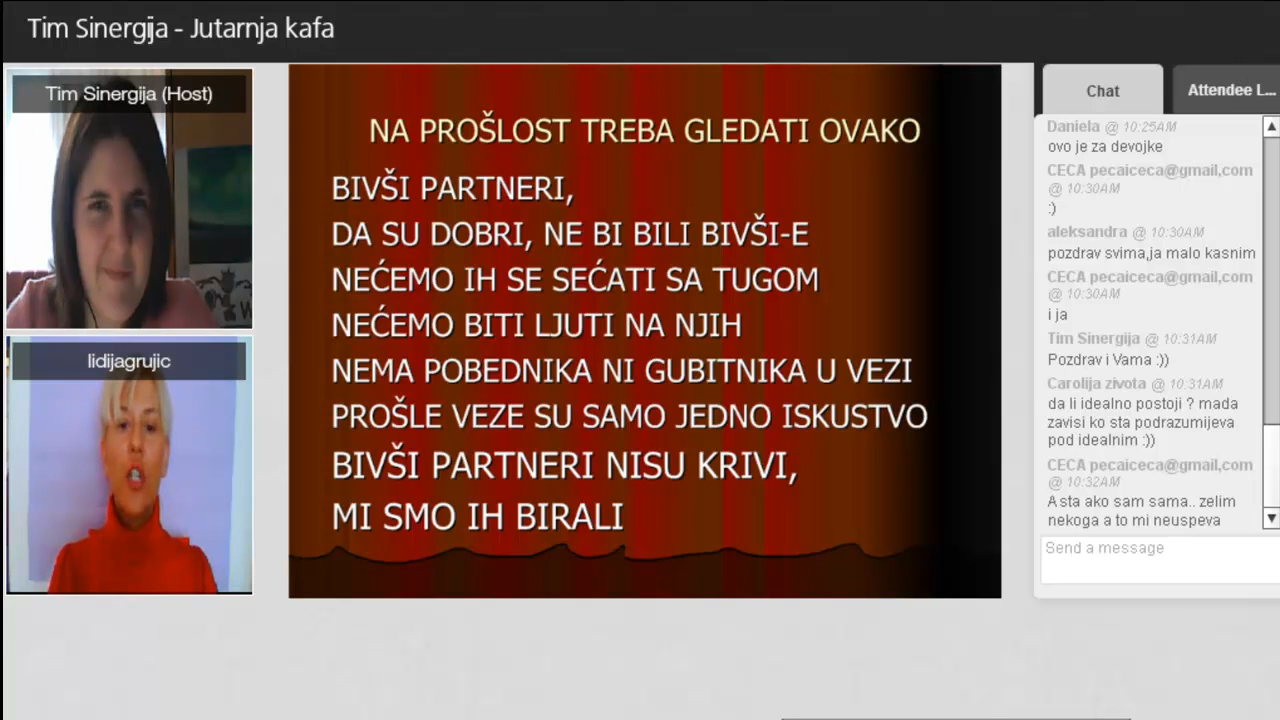 Tim Sinergija - Jutarnja kafa
Tim Sinergija (Host)
lidijagrujic
NA PROŠLOST TREBA GLEDATI OVAKO
BIVŠI PARTNERI,
DA SU DOBRI, NE BI BILI BIVŠI-E
NEĆEMO IH SE SEĆATI SA TUGOM
NEĆEMO BITI LJUTI NA NJIH
NEMA POBEDNIKA NI GUBITNIKA U VEZI
PROŠLE VEZE SU SAMO JEDNO ISKUSTVO
BIVŠI PARTNERI NISU KRIVI,
MI SMO IH BIRALI
Chat
Attendee L...
Daniela @ 10:25AM
ovo je za devojke
CECA pecaiceca@gmail,com
@ 10:30AM
:)
aleksandra @ 10:30AM
pozdrav svima,ja malo kasnim
CECA pecaiceca@gmail,com
@ 10:30AM
i ja
Tim Sinergija @ 10:31AM
Pozdrav i Vama :))
Carolija zivota @ 10:31AM
da li idealno postoji ? mada
zavisi ko sta podrazumijeva
pod idealnim :))
CECA pecaiceca@gmail,com
@ 10:32AM
A sta ako sam sama.. zelim
nekoga a to mi neuspeva
Send a message